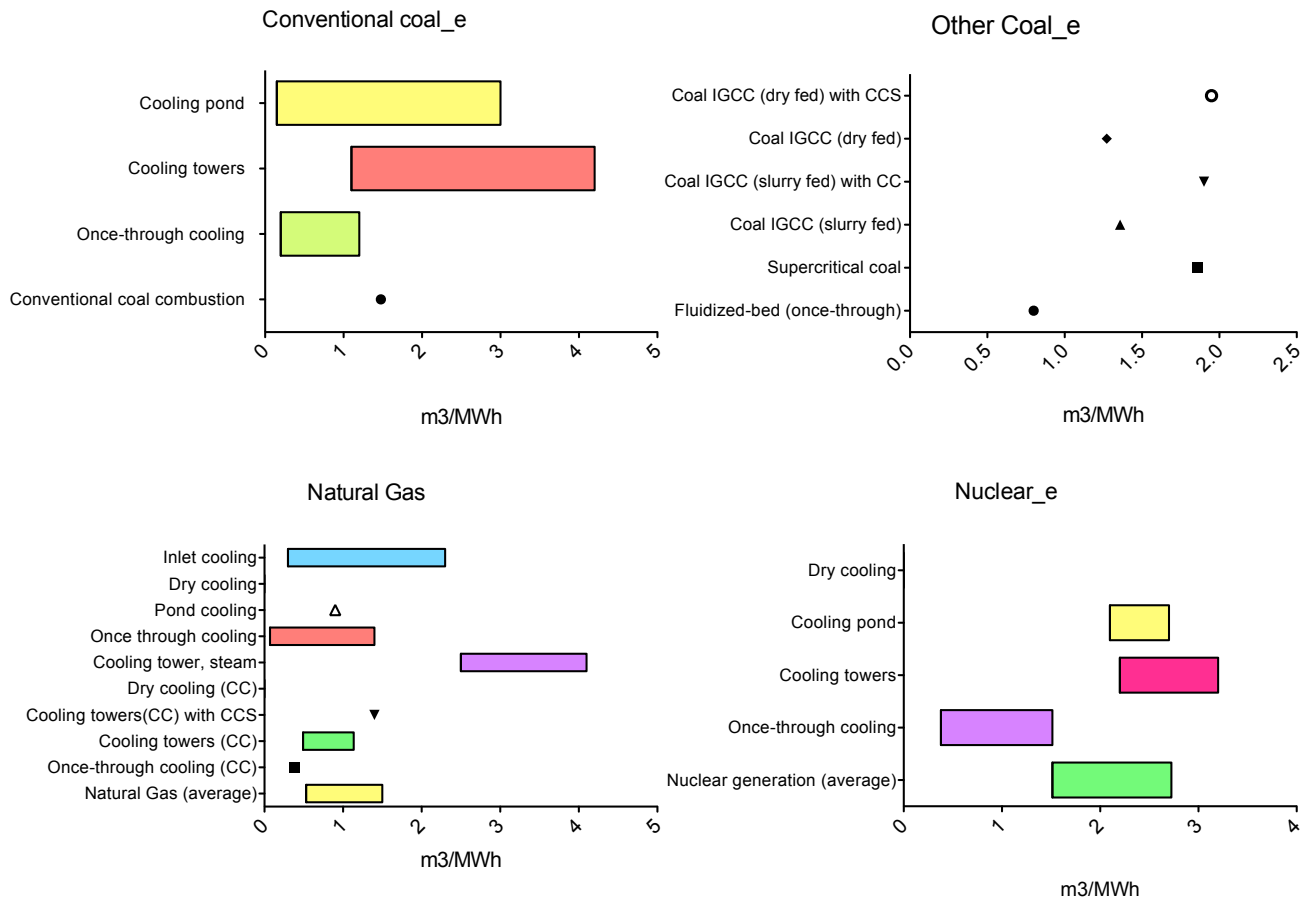 Conventional coal_e
Cooling pond
Cooling towers
Once-through cooling
Conventional coal combustion
0 1 2 3 4 5
m3/MWh
Other Coal_e
Coal IGCC (dry fed) with CCS
Coal IGCC (dry fed)
Coal IGCC (slurry fed) with CC
Coal IGCC (slurry fed)
Supercritical coal
Fluidized-bed (once-through)
0.0 0.5 1.0 1.5 2.0 2.5
m3/MWh
Natural Gas
Inlet cooling
Dry cooling
Pond cooling
Once through cooling
Cooling tower, steam
Dry cooling (CC)
Cooling towers(CC) with CCS
Cooling towers (CC)
Once-through cooling (CC)
Natural Gas (average)
0 1 2 3 4 5
m3/MWh
Nuclear_e
Dry cooling
Cooling pond
Cooling towers
Once-through cooling
Nuclear generation (average)
0 1 2 3 4
m3/MWh